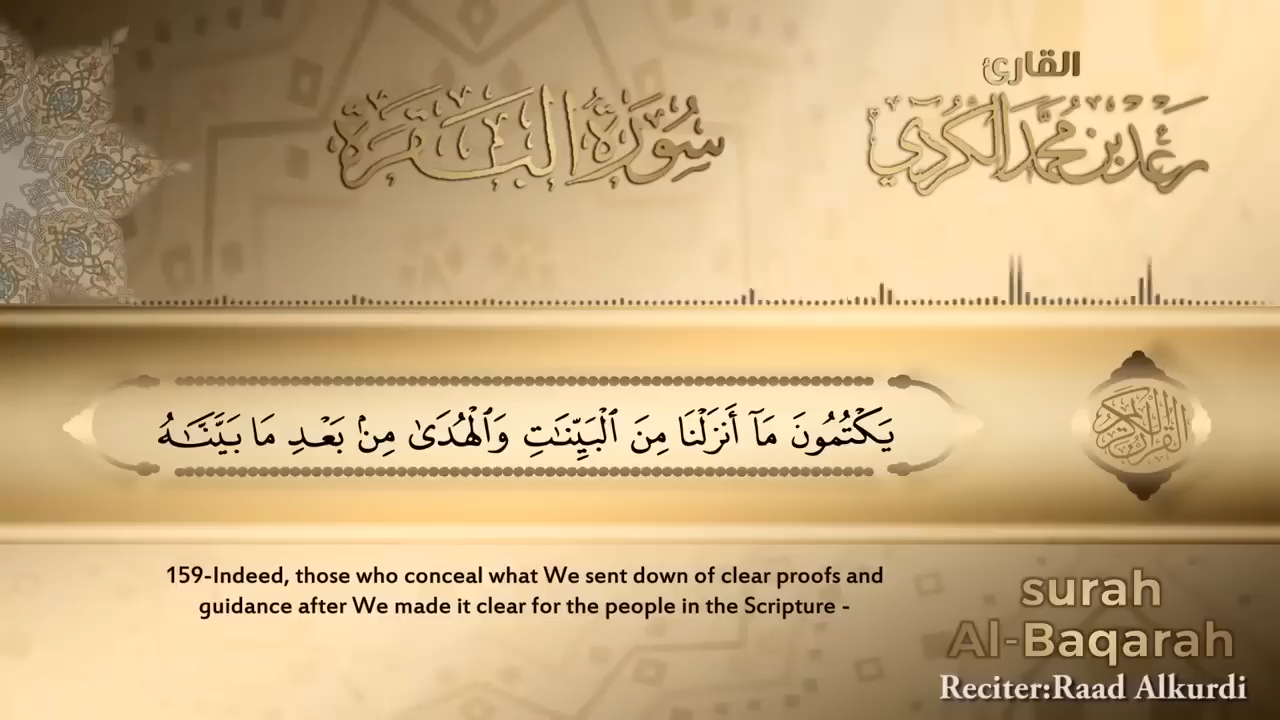 القارئ
سُورَةُ البَقَرَة
رعد بن محمد الكردي
يَكْتُمُونَ مَآ أَنزَلْنَا مِنَ ٱلْبَيِّنَـٰتِ وَٱلْهُدَىٰ مِنۢ بَعْدِ مَا بَيَّنَّـٰهُ
القرآن الكريم
159-Indeed, those who conceal what We sent down of clear proofs and
guidance after We made it clear for the people in the Scripture -
surah
Al-Baqarah
Reciter:Raad Alkurdi